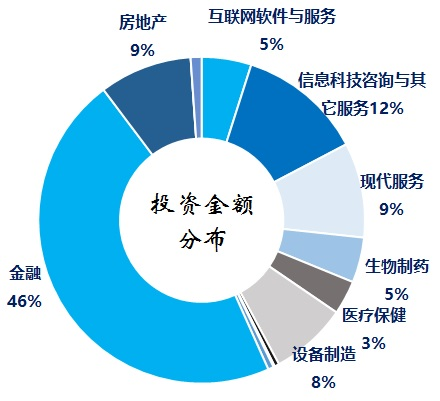 互联网软件与服务
5%
信息科技咨询与其
它服务12%
现代服务
9%
生物制药
5%
医疗保健
3%
设备制造
8%
金融
46%
房地产
9%
投资金额
分布